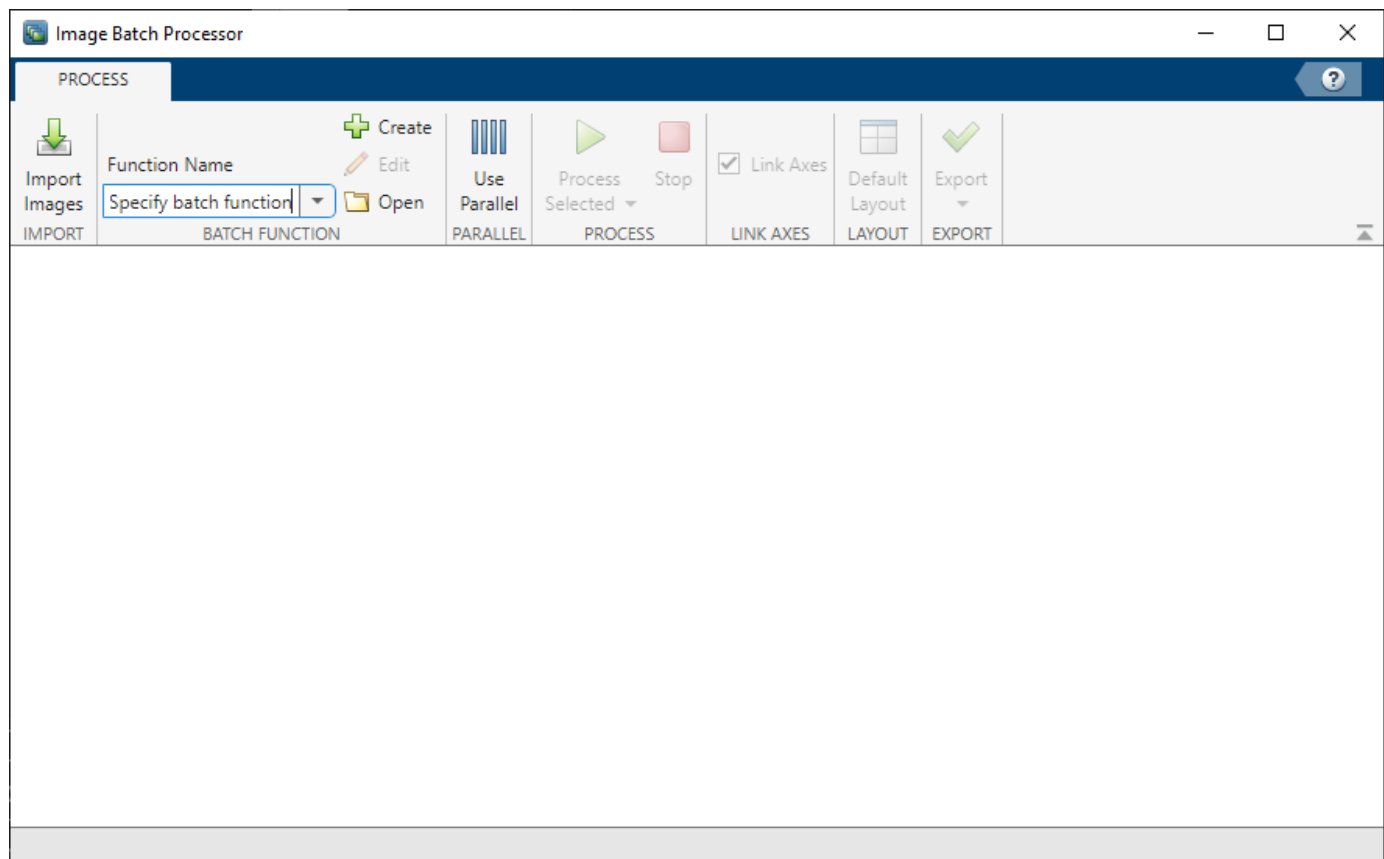 Image Batch Processor
PROCESS
?
Create
Function Name
Edit
Import
Images
Specify batch function
Open
Use
Parallel
Process
Selected
Stop
Link Axes
Default
Layout
Export
IMPORT
BATCH FUNCTION
PARALLEL
PROCESS
LINK AXES
LAYOUT
EXPORT